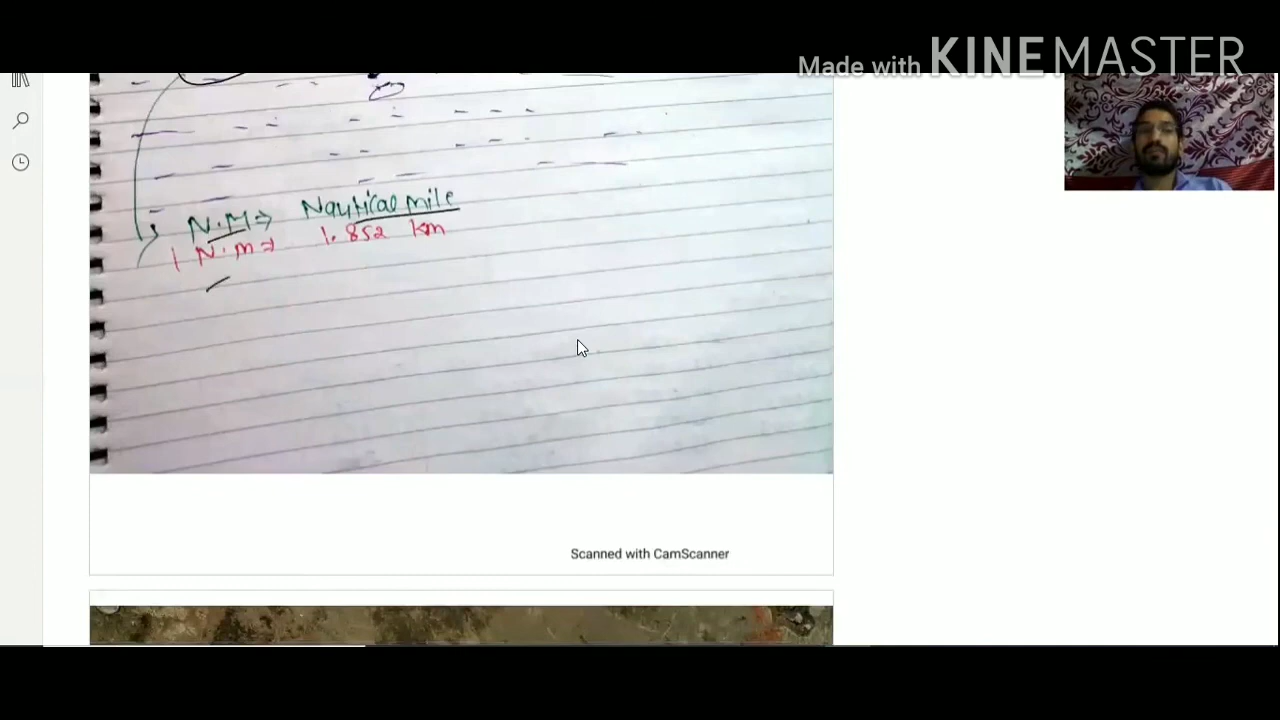 Made with KINEMASTER
N.M ⇒ Nautical mile
1 N.m ⇒ 1.852 km
Scanned with CamScanner